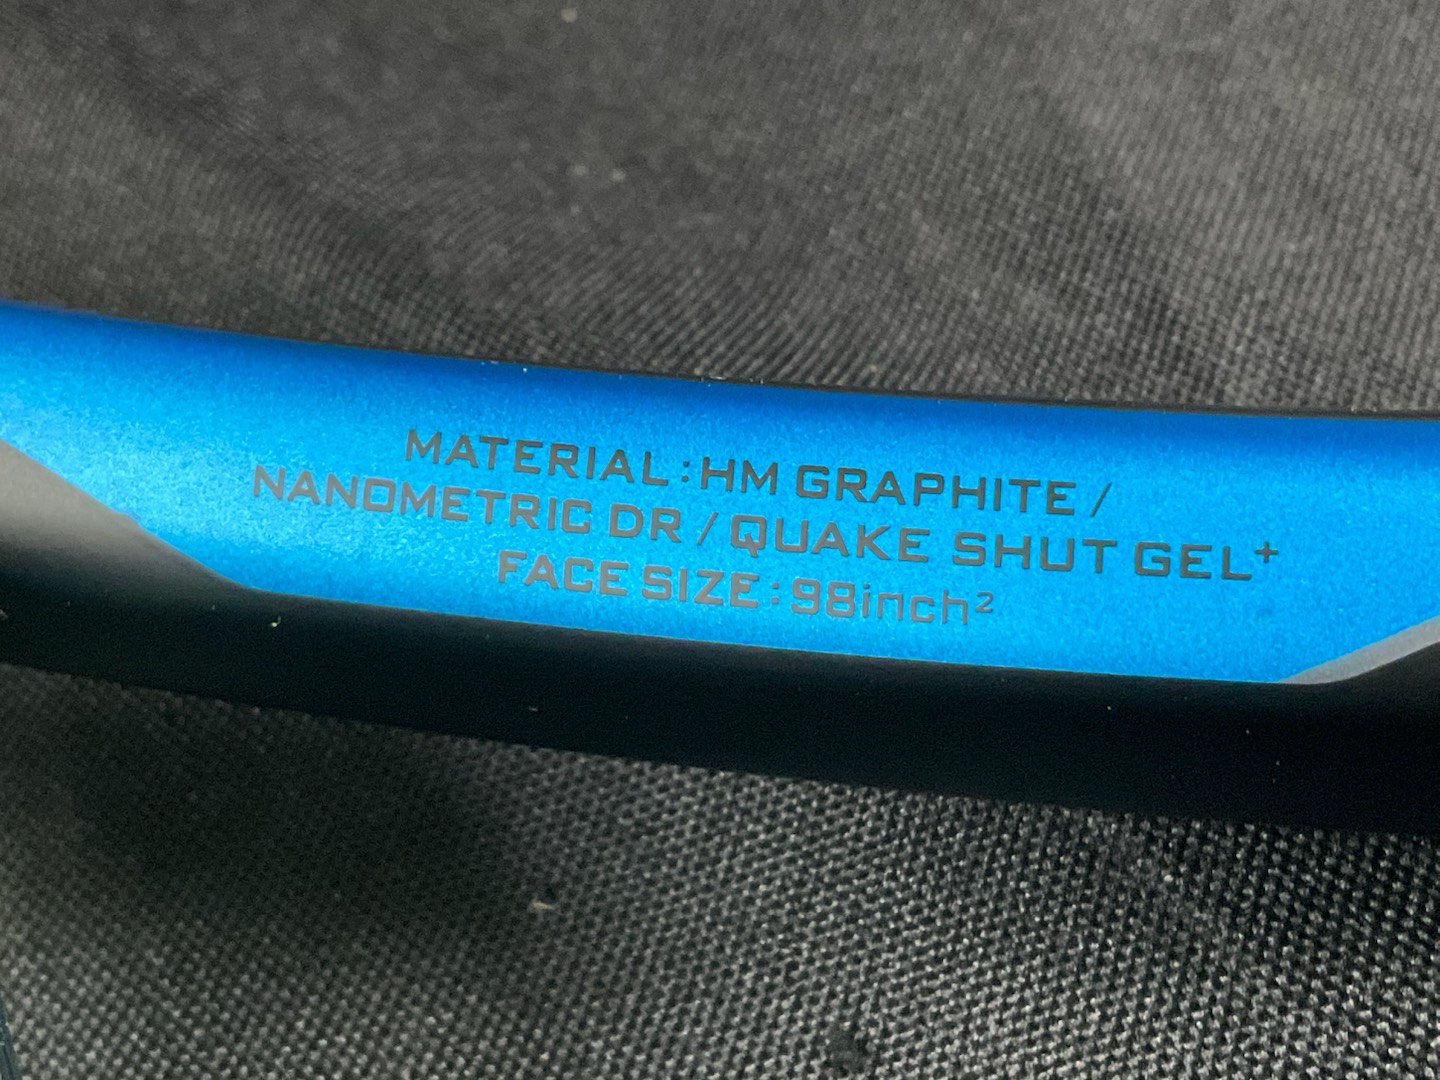 MATERIAL:HM GRAPHITE /
NANOMETRIC DR / QUAKE SHUT GEL⁺
FACE SIZE:98inch²